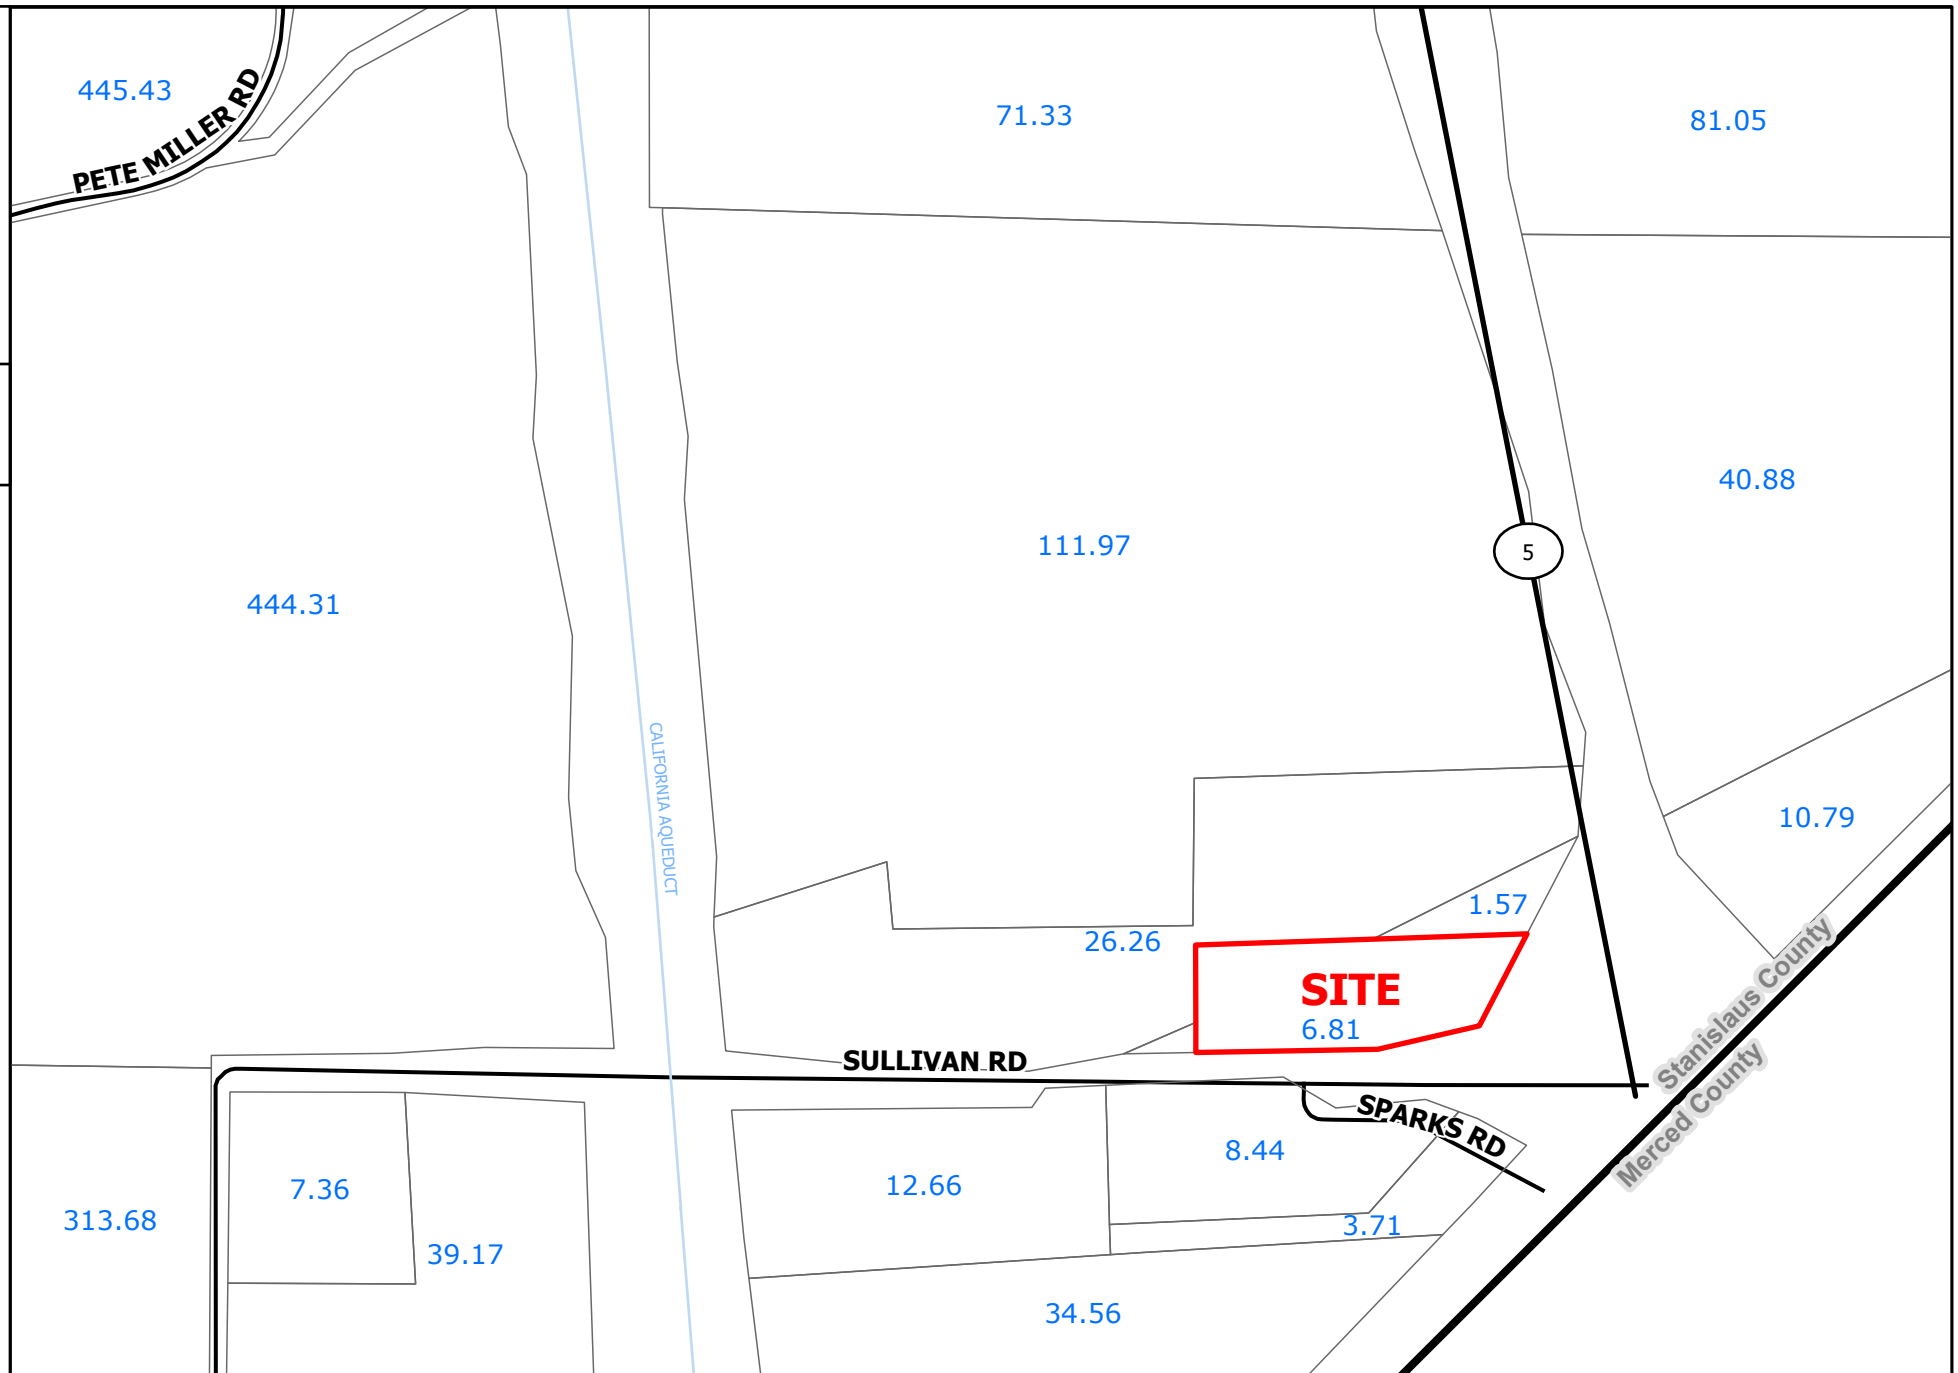 445.43
PETE MILLER RD
71.33
81.05
40.88
111.97
5
444.31
CALIFORNIA AQUEDUCT
10.79
1.57
26.26
SITE
6.81
Stanislaus County
Merced County
SULLIVAN RD
SPARKS RD
8.44
12.66
7.36
313.68
3.71
39.17
34.56